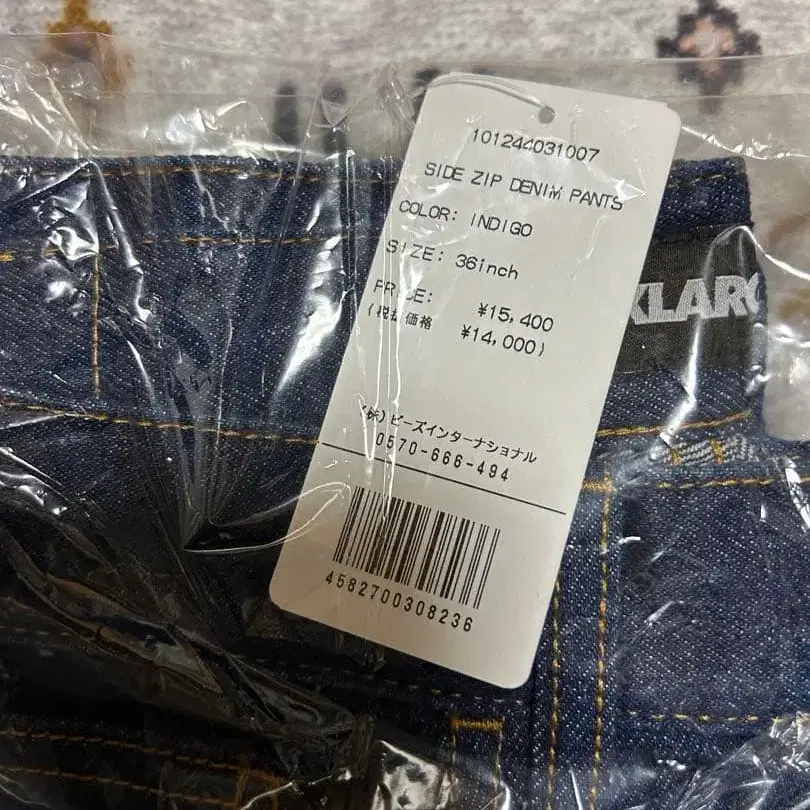 101244031007
SIDE ZIP DENIM PANTS
COLOR: INDIGO
SIZE: 36inch
PRICE: ¥15,400
(税抜価格 ¥14,000)
(株)ビーズインターナショナル
0570-666-494
4582700308236
XLARG